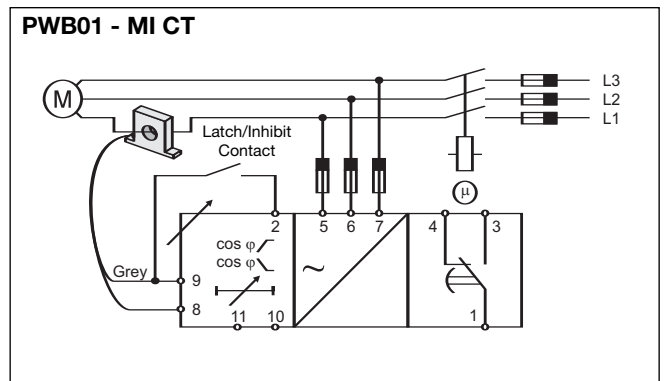 PWB01 - MI CT
L3
M
L2
L1
Latch/Inhibit
Contact
µ
2
5
6
7
4
3
cos φ
cos φ
~
Grey
9
8
11
10
1